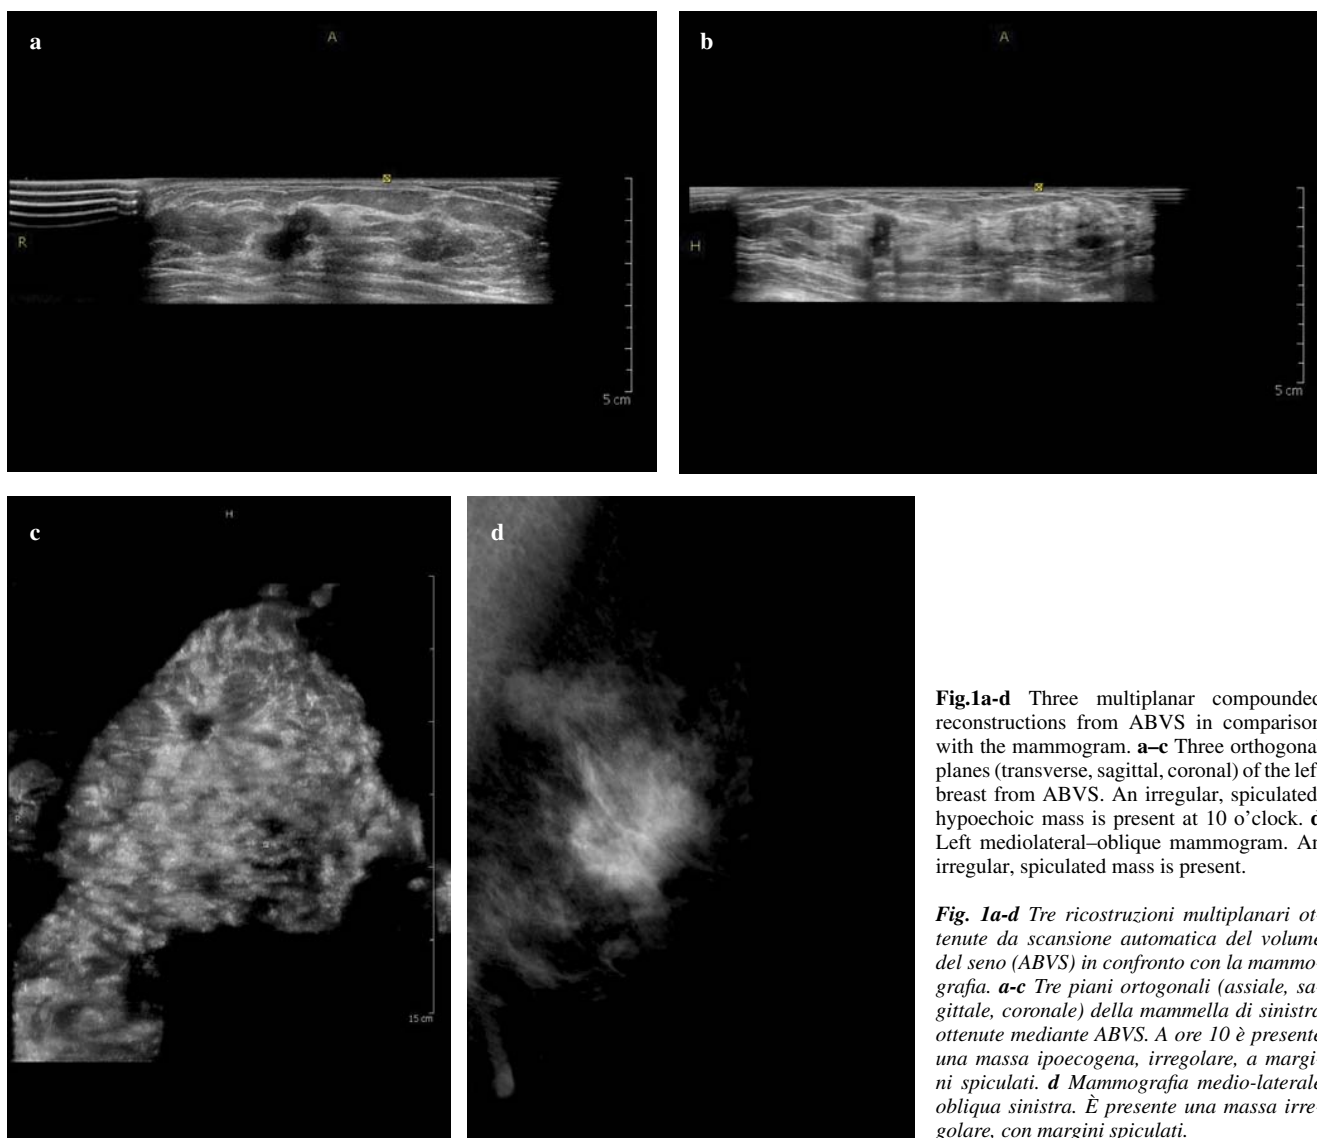 a
A
R
5 cm
b
A
H
5 cm
c
H
R
15 cm
d
Fig.1a-d Three multiplanar compounded
reconstructions from ABVS in comparison
with the mammogram. a–c Three orthogonal
planes (transverse, sagittal, coronal) of the left
breast from ABVS. An irregular, spiculated,
hypoechoic mass is present at 10 o’clock. d
Left mediolateral–oblique mammogram. An
irregular, spiculated mass is present.
Fig. 1a-d Tre ricostruzioni multiplanari ot-
tenute da scansione automatica del volume
del seno (ABVS) in confronto con la mammo-
grafia. a-c Tre piani ortogonali (assiale, sa-
gittale, coronale) della mammella di sinistra
ottenute mediante ABVS. A ore 10 è presente
una massa ipoecogena, irregolare, a margi-
ni spiculati. d Mammografia medio-laterale
obliqua sinistra. È presente una massa irre-
golare, con margini spiculati.